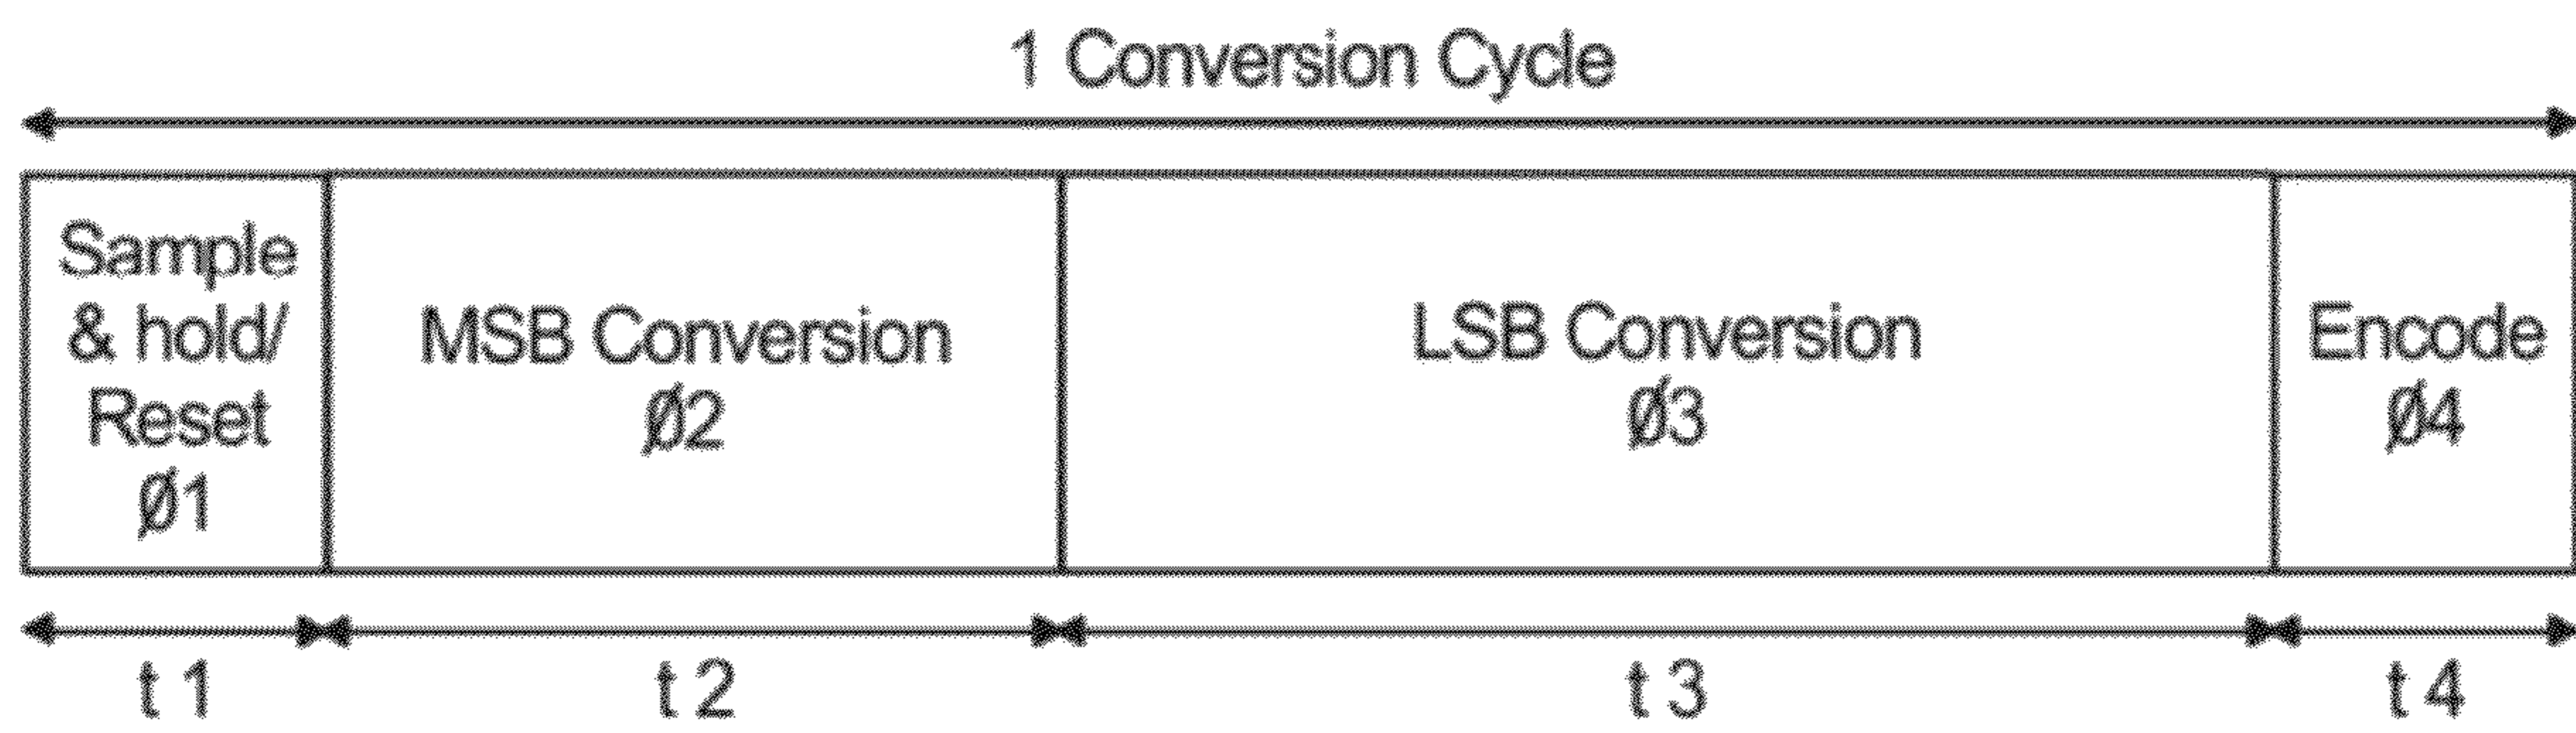 1 Conversion Cycle
Sample
& hold/
Reset
Ø1
MSB Conversion
Ø2
LSB Conversion
Ø3
Encode
Ø4
t 1
t 2
t 3
t 4